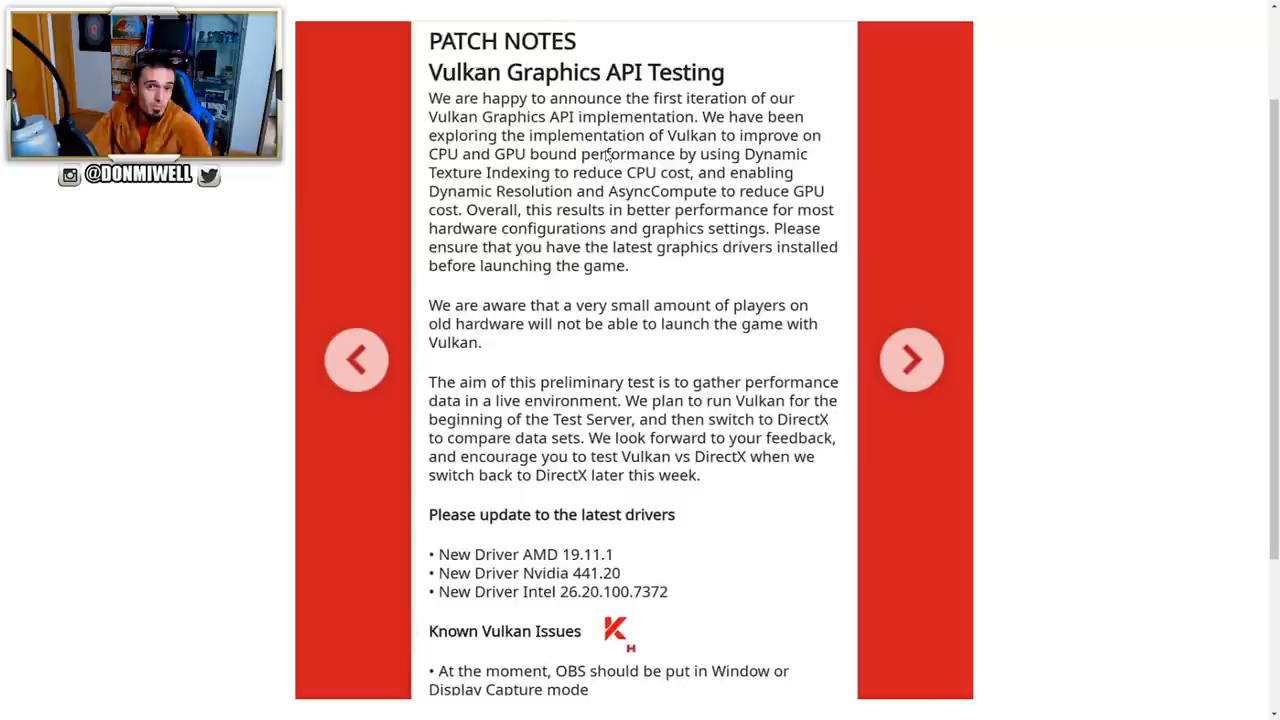 PATCH NOTES
Vulkan Graphics API Testing
We are happy to announce the first iteration of our
Vulkan Graphics API implementation. We have been
exploring the implementation of Vulkan to improve on
CPU and GPU bound performance by using Dynamic
Texture Indexing to reduce CPU cost, and enabling
Dynamic Resolution and AsyncCompute to reduce GPU
cost. Overall, this results in better performance for most
hardware configurations and graphics settings. Please
ensure that you have the latest graphics drivers installed
before launching the game.
We are aware that a very small amount of players on
old hardware will not be able to launch the game with
Vulkan.
The aim of this preliminary test is to gather performance
data in a live environment. We plan to run Vulkan for the
beginning of the Test Server, and then switch to DirectX
to compare data sets. We look forward to your feedback,
and encourage you to test Vulkan vs DirectX when we
switch back to DirectX later this week.
Please update to the latest drivers
• New Driver AMD 19.11.1
• New Driver Nvidia 441.20
• New Driver Intel 26.20.100.7372
Known Vulkan Issues
K
H
• At the moment, OBS should be put in Window or
Display Capture mode
@DONMIWELL